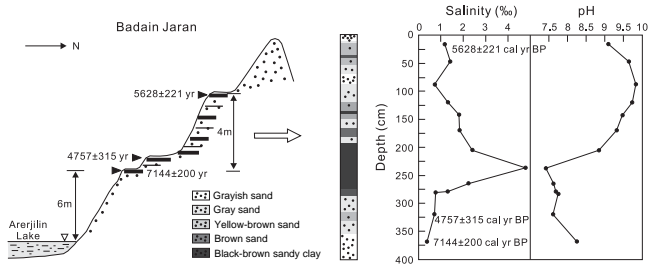 Badain Jaran
N
5628±221 yr
4m
4757±315 yr
7144±200 yr
6m
Arerjilin
Lake
Grayish sand
Gray sand
Yellow-brown sand
Brown sand
Black-brown sandy clay
Salinity (‰)
pH
0 1 2 3 4 5
7.5 8 8.5 9 9.5 10
Depth (cm)
0
50
100
150
200
250
300
350
400
5628±221 cal yr BP
4757±315 cal yr BP
7144±200 cal yr BP